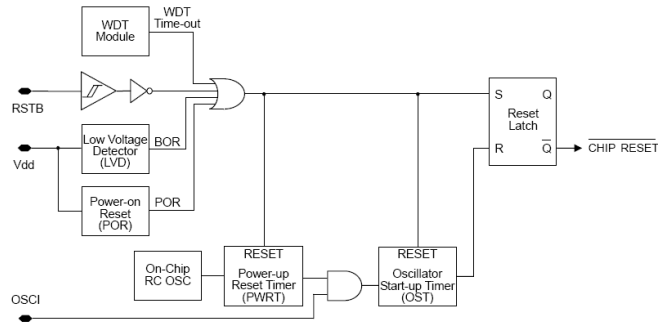 WDT
Module
WDT
Time-out
RSTB
Vdd
Low Voltage
Detector
(LVD)
BOR
Power-on
Reset
(POR)
POR
S
Q
Reset
Latch
R
Q
CHIP RESET
On-Chip
RC OSC
RESET
Power-up
Reset Timer
(PWRT)
RESET
Oscillator
Start-up Timer
(OST)
OSCI